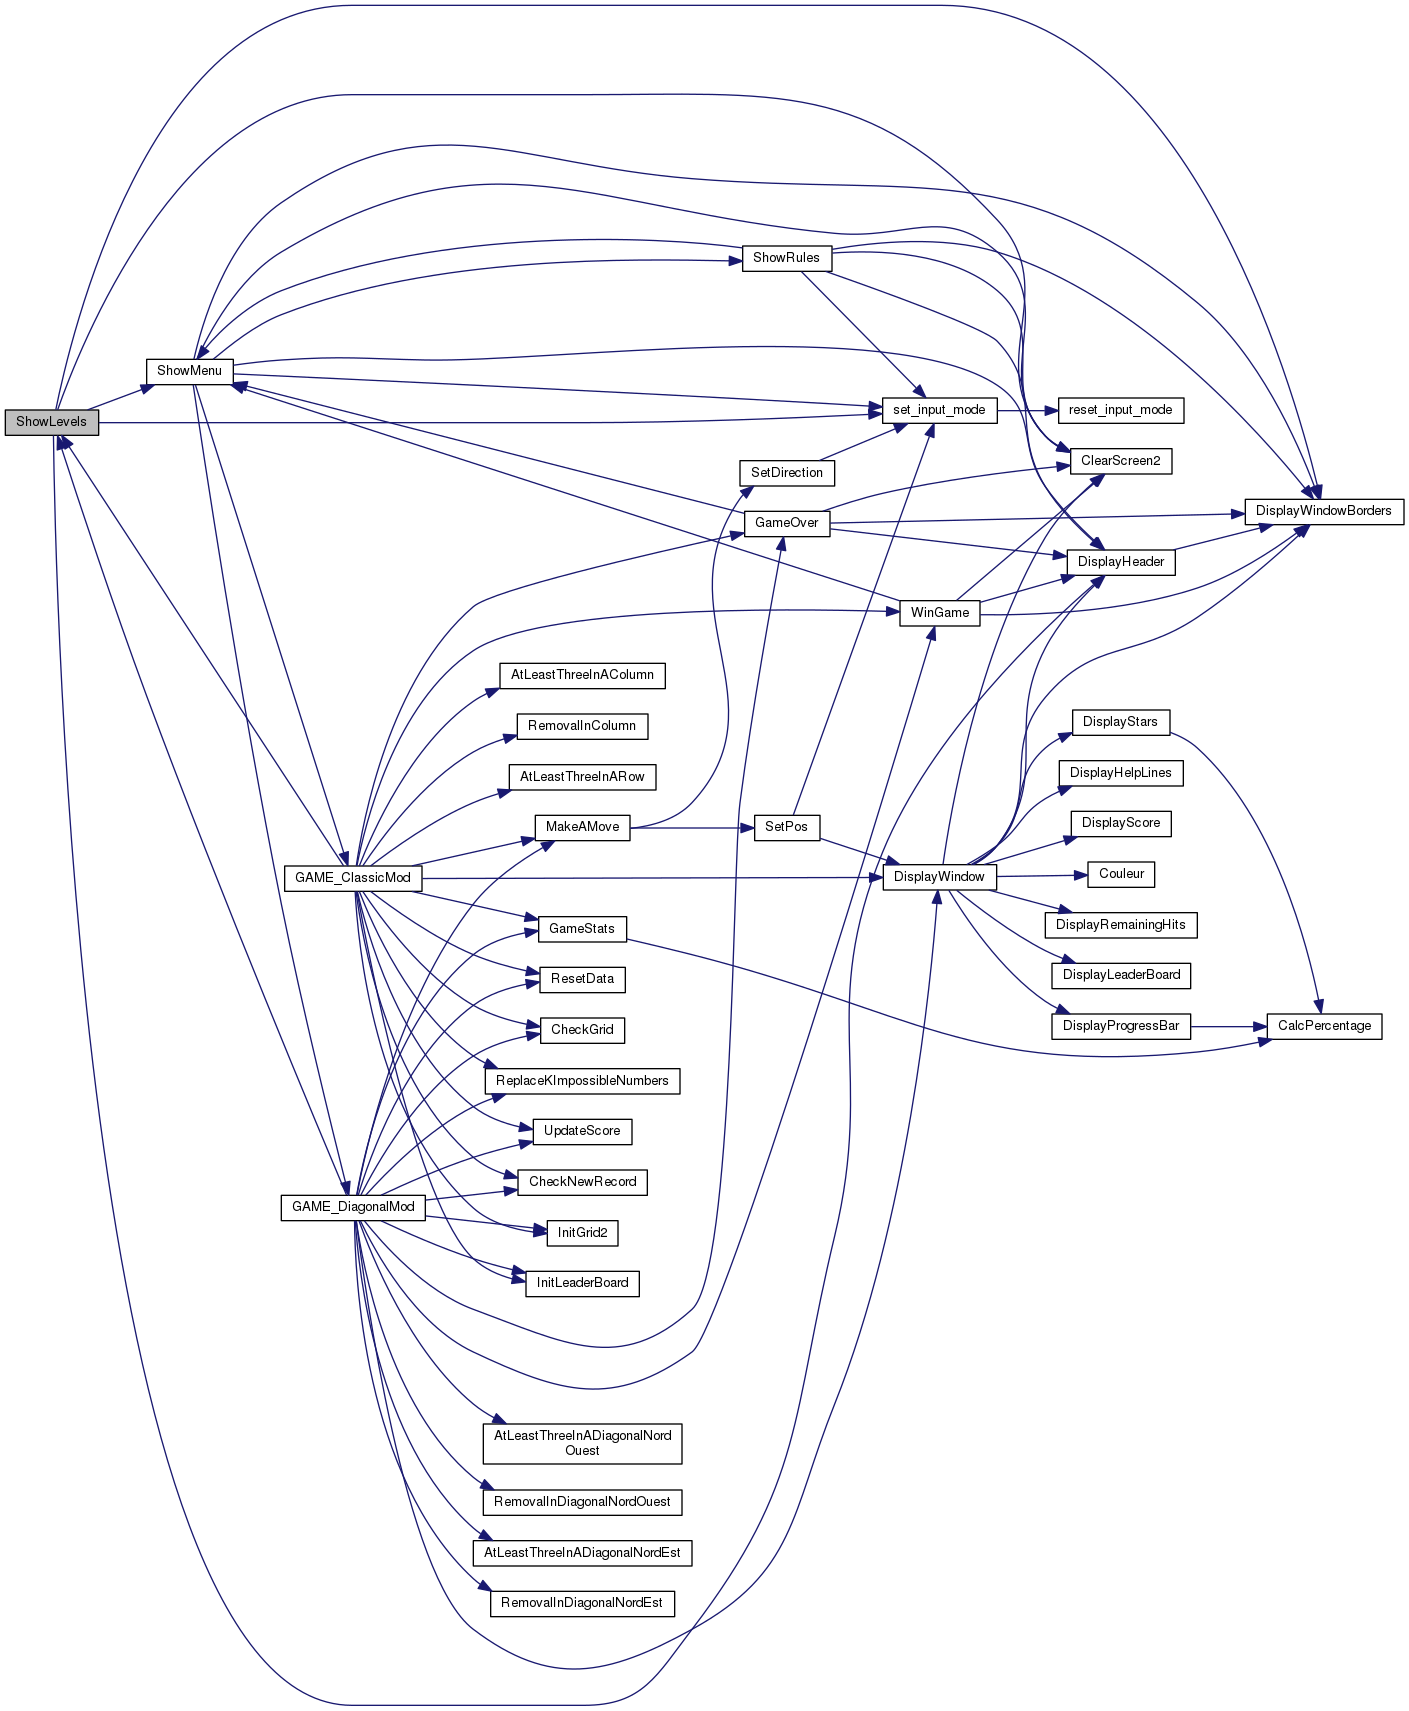 ShowRules
ShowMenu
set_input_mode
reset_input_mode
ShowLevels
ClearScreen2
SetDirection
GameOver
DisplayWindowBorders
DisplayHeader
WinGame
AtLeastThreeInAColumn
RemovalInColumn
DisplayStars
AtLeastThreeInARow
DisplayHelpLines
MakeAMove
SetPos
DisplayScore
GAME_ClassicMod
DisplayWindow
Couleur
GameStats
DisplayRemainingHits
ResetData
DisplayLeaderBoard
CheckGrid
DisplayProgressBar
CalcPercentage
ReplaceKImpossibleNumbers
UpdateScore
CheckNewRecord
GAME_DiagonalMod
InitGrid2
InitLeaderBoard
AtLeastThreeInADiagonalNord
Ouest
RemovalInDiagonalNordOuest
AtLeastThreeInADiagonalNordEst
RemovalInDiagonalNordEst